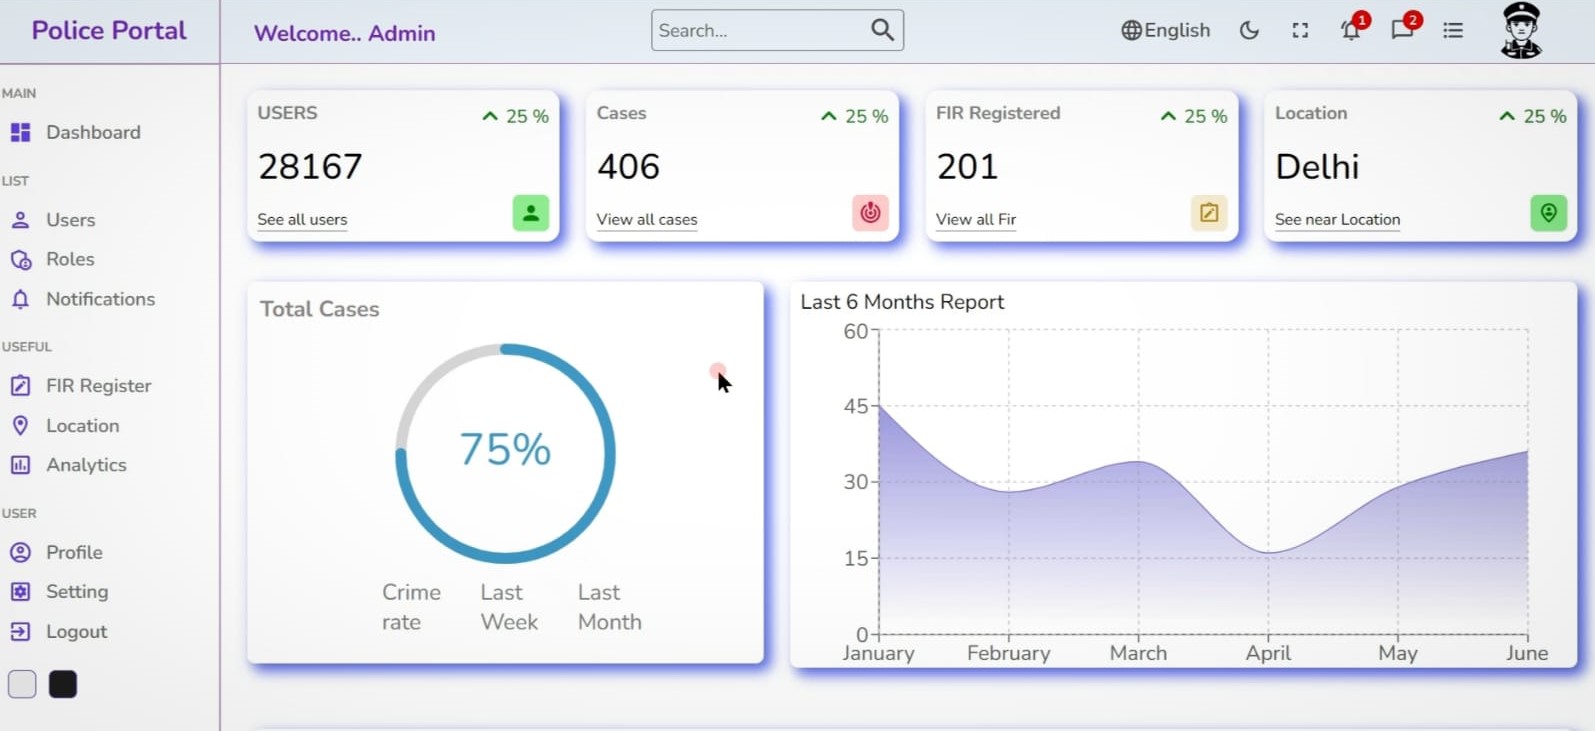 Police Portal
Welcome.. Admin
Search...
English
1
2
MAIN
Dashboard
LIST
Users
Roles
Notifications
USEFUL
FIR Register
Location
Analytics
USER
Profile
Setting
Logout
USERS
25 %
28167
See all users
Cases
25 %
406
View all cases
FIR Registered
25 %
201
View all Fir
Location
25 %
Delhi
See near Location
Total Cases
75%
Crime rate
Last Week
Last Month
Last 6 Months Report
60
45
30
15
0
January February March April May June